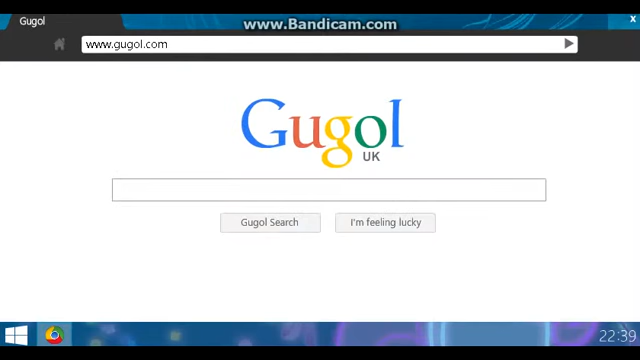 Gugol
www.Bandicam.com
x
www.gugol.com
Gugol
UK
Gugol Search
I'm feeling lucky
22:39